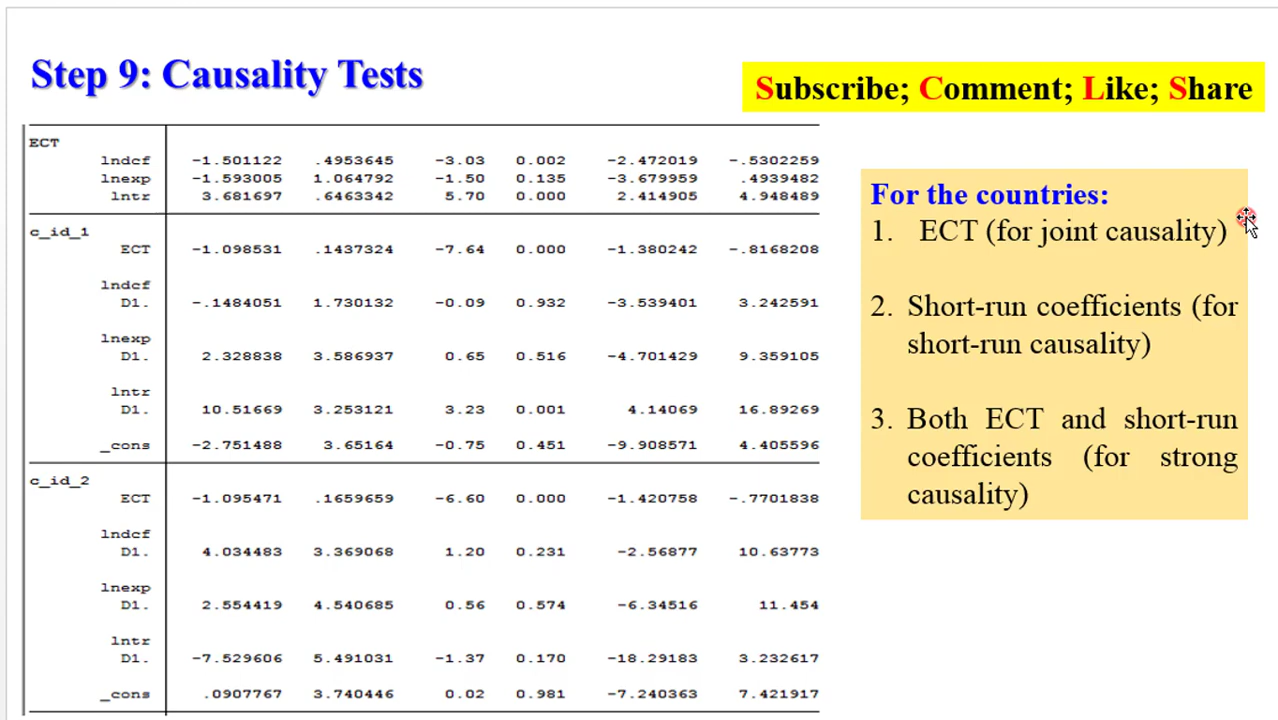 Step 9: Causality Tests
Subscribe; Comment; Like; Share
ECT
lndcf -1.501122 .4953645 -3.03 0.002 -2.472019 -.5302259
lnexp -1.593005 1.064792 -1.50 0.135 -3.679959 .4939482
lntr 3.681697 .6463342 5.70 0.000 2.414905 4.948489
c_id_1
ECT -1.098531 .1437324 -7.64 0.000 -1.380242 -.8168208
lndcf
D1. -.1484051 1.730132 -0.09 0.932 -3.539401 3.242591
lnexp
D1. 2.328838 3.586937 0.65 0.516 -4.701429 9.359105
lntr
D1. 10.51669 3.253121 3.23 0.001 4.14069 16.89269
_cons -2.751488 3.65164 -0.75 0.451 -9.908571 4.405596
c_id_2
ECT -1.095471 .1659659 -6.60 0.000 -1.420758 -.7701838
lndcf
D1. 4.034483 3.369068 1.20 0.231 -2.56877 10.63773
lnexp
D1. 2.554419 4.540685 0.56 0.574 -6.34516 11.454
lntr
D1. -7.529606 5.491031 -1.37 0.170 -18.29183 3.232617
_cons .0907767 3.740446 0.02 0.981 -7.240363 7.421917
For the countries:
1. ECT (for joint causality)
2. Short-run coefficients (for
short-run causality)
3. Both ECT and short-run
coefficients (for strong
causality)